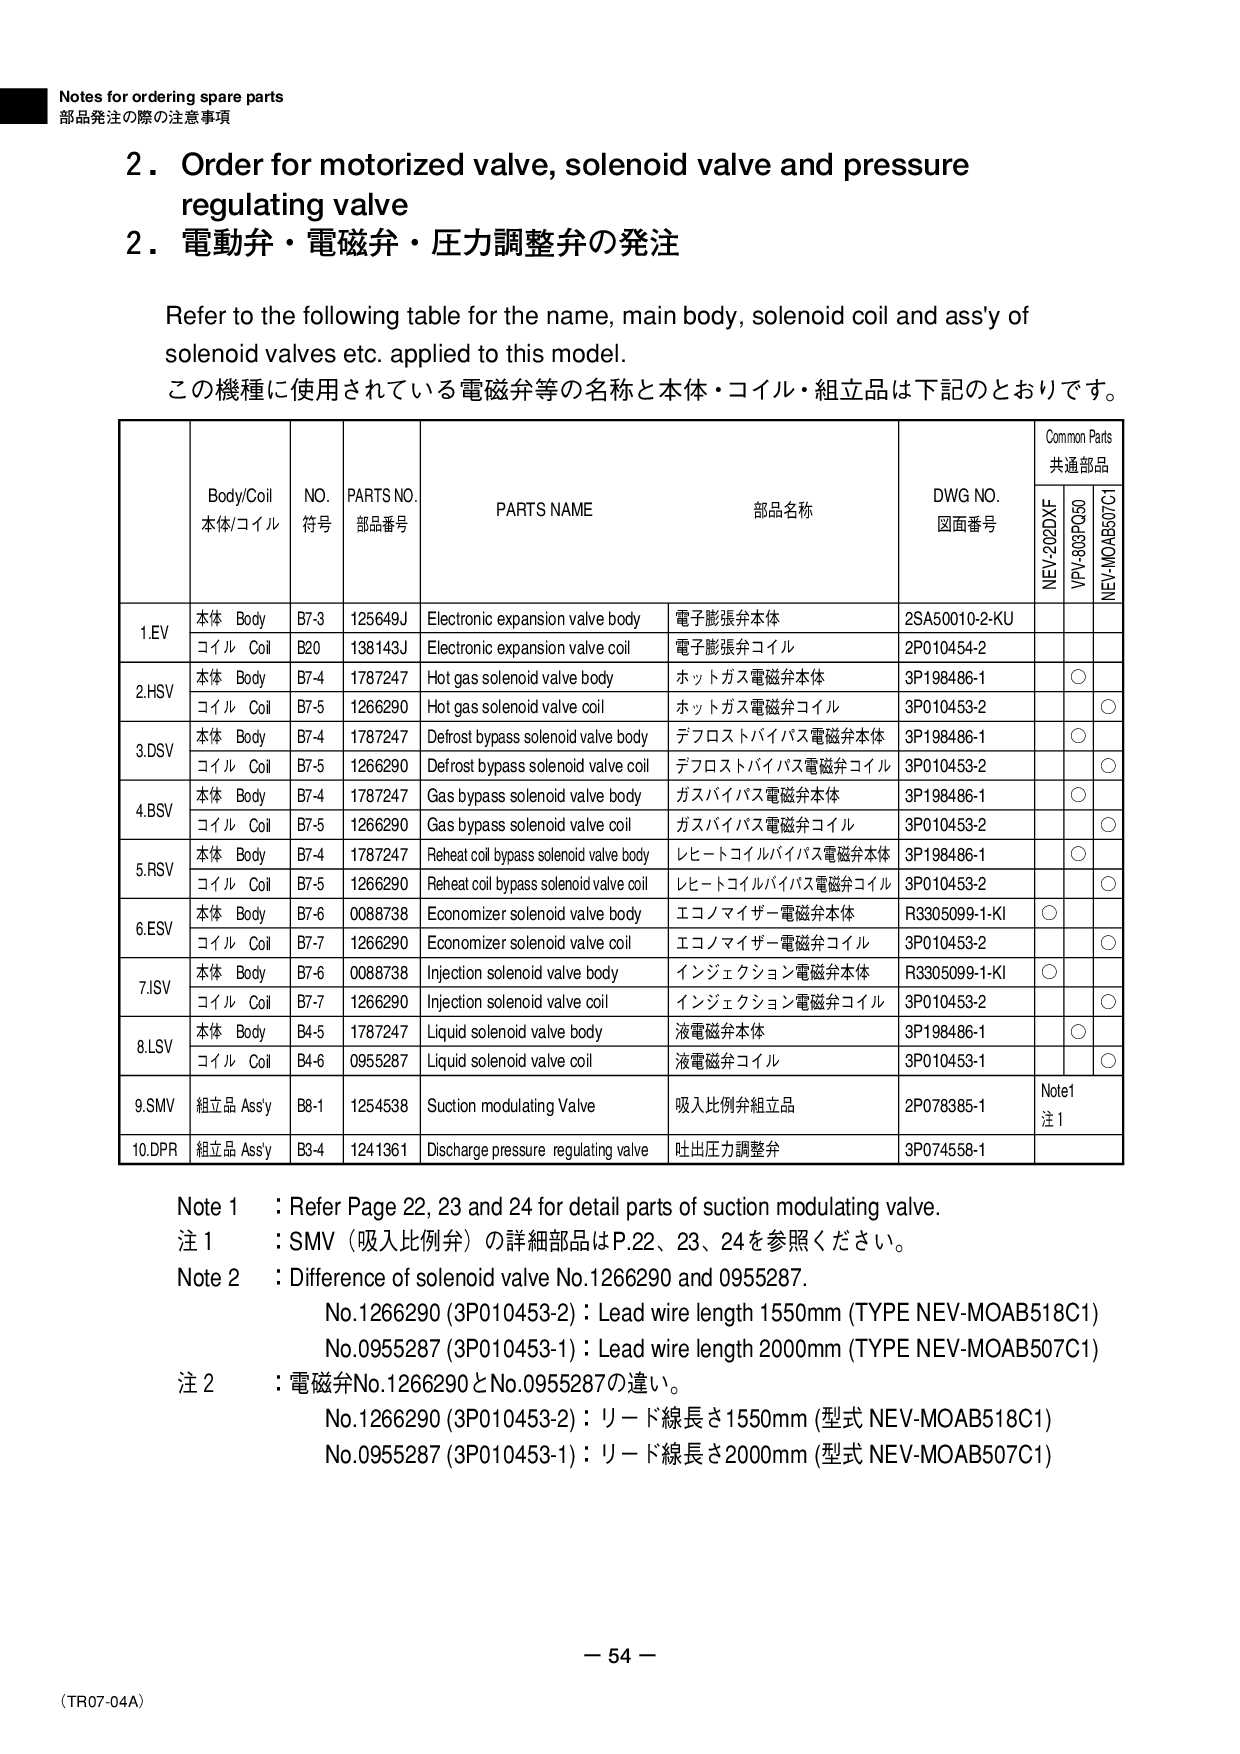 Notes for ordering spare parts
部品発注の際の注意事項
2． Order for motorized valve, solenoid valve and pressure
regulating valve
2．電動弁・電磁弁・圧力調整弁の発注
Refer to the following table for the name, main body, solenoid coil and ass'y of
solenoid valves etc. applied to this model.
この機種に使用されている電磁弁等の名称と本体・コイル・組立品は下記のとおりです。
Body/Coil 本体/コイル NO. 符号 PARTS NO. 部品番号 PARTS NAME 部品名称 DWG NO. 図面番号 Common Parts 共通部品
NEV-202DXF VPV-803PQ50 NEV-MOAB507C1
1.EV 本体 Body B7-3 125649J Electronic expansion valve body 電子膨張弁本体 2SA50010-2-KU
コイル Coil B20 138143J Electronic expansion valve coil 電子膨張弁コイル 2P010454-2
2.HSV 本体 Body B7-4 1787247 Hot gas solenoid valve body ホットガス電磁弁本体 3P198486-1 ○
コイル Coil B7-5 1266290 Hot gas solenoid valve coil ホットガス電磁弁コイル 3P010453-2 ○
3.DSV 本体 Body B7-4 1787247 Defrost bypass solenoid valve body デフロストバイパス電磁弁本体 3P198486-1 ○
コイル Coil B7-5 1266290 Defrost bypass solenoid valve coil デフロストバイパス電磁弁コイル 3P010453-2 ○
4.BSV 本体 Body B7-4 1787247 Gas bypass solenoid valve body ガスバイパス電磁弁本体 3P198486-1 ○
コイル Coil B7-5 1266290 Gas bypass solenoid valve coil ガスバイパス電磁弁コイル 3P010453-2 ○
5.RSV 本体 Body B7-4 1787247 Reheat coil bypass solenoid valve body レヒートコイルバイパス電磁弁本体 3P198486-1 ○
コイル Coil B7-5 1266290 Reheat coil bypass solenoid valve coil レヒートコイルバイパス電磁弁コイル 3P010453-2 ○
6.ESV 本体 Body B7-6 0088738 Economizer solenoid valve body エコノマイザー電磁弁本体 R3305099-1-KI ○
コイル Coil B7-7 1266290 Economizer solenoid valve coil エコノマイザー電磁弁コイル 3P010453-2 ○
7.ISV 本体 Body B7-6 0088738 Injection solenoid valve body インジェクション電磁弁本体 R3305099-1-KI ○
コイル Coil B7-7 1266290 Injection solenoid valve coil インジェクション電磁弁コイル 3P010453-2 ○
8.LSV 本体 Body B4-5 1787247 Liquid solenoid valve body 液電磁弁本体 3P198486-1 ○
コイル Coil B4-6 0955287 Liquid solenoid valve coil 液電磁弁コイル 3P010453-1 ○
9.SMV 組立品 Ass'y B8-1 1254538 Suction modulating Valve 吸入比例弁組立品 2P078385-1 Note1 注1
10.DPR 組立品 Ass'y B3-4 1241361 Discharge pressure regulating valve 吐出圧力調整弁 3P074558-1
Note 1 ：Refer Page 22, 23 and 24 for detail parts of suction modulating valve.
注1 ：SMV（吸入比例弁）の詳細部品はP.22、23、24を参照ください。
Note 2 ：Difference of solenoid valve No.1266290 and 0955287.
No.1266290 (3P010453-2)：Lead wire length 1550mm (TYPE NEV-MOAB518C1)
No.0955287 (3P010453-1)：Lead wire length 2000mm (TYPE NEV-MOAB507C1)
注2 ：電磁弁No.1266290とNo.0955287の違い。
No.1266290 (3P010453-2)：リード線長さ1550mm (型式 NEV-MOAB518C1)
No.0955287 (3P010453-1)：リード線長さ2000mm (型式 NEV-MOAB507C1)
― 54 ―
（TR07-04A）